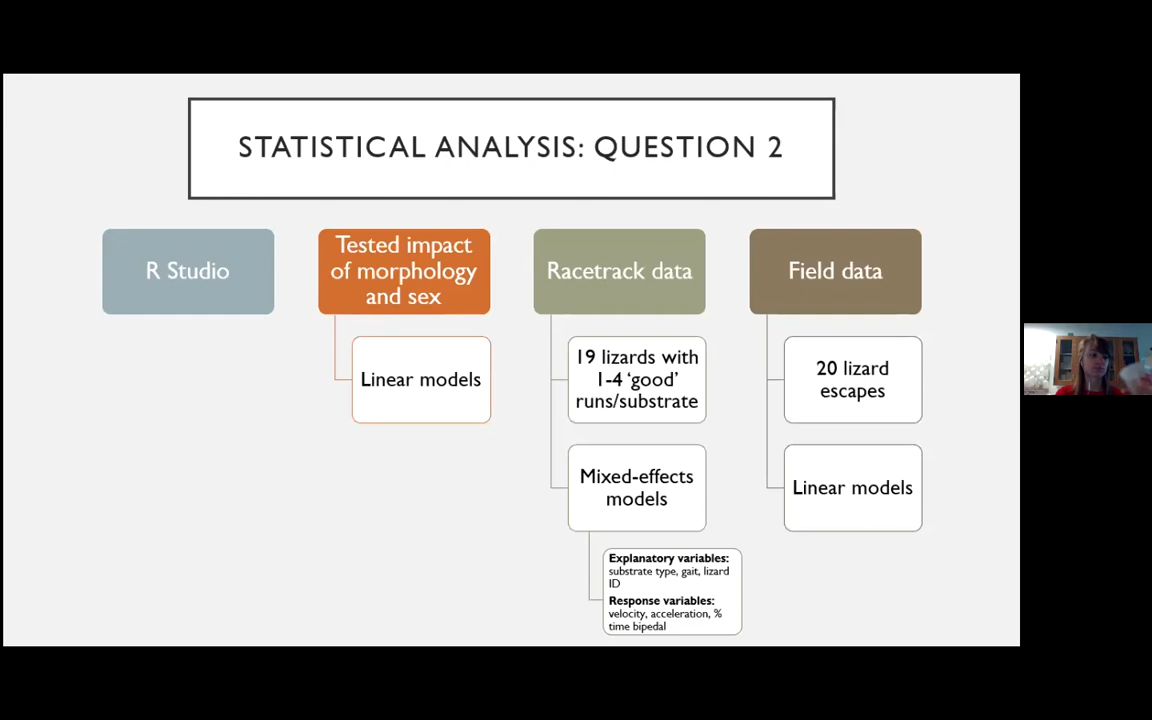 STATISTICAL ANALYSIS: QUESTION 2
R Studio
Tested impact
of morphology
and sex
Linear models
Racetrack data
19 lizards with
1-4 ‘good’
runs/substrate
Mixed-effects
models
Explanatory variables:
substrate type, gait, lizard
ID
Response variables:
velocity, acceleration, %
time bipedal
Field data
20 lizard
escapes
Linear models